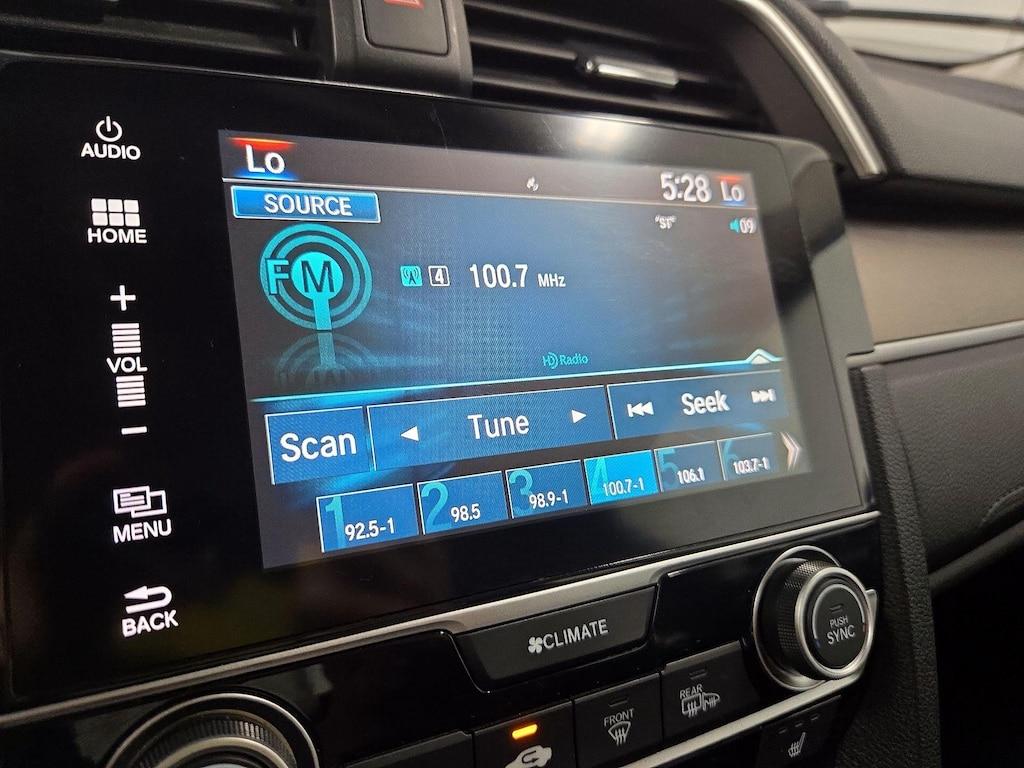 AUDIO
HOME
VOL
MENU
BACK
Lo
5:28 Lo
SOURCE
"ST"
09
FM
4 100.7 MHz
HD Radio
Scan
Tune
Seek
1 92.5-1
2 98.5
3 98.9-1
4 100.7-1
5 106.1
6 103.7-1
CLIMATE
PUSH
SYNC
FRONT
REAR